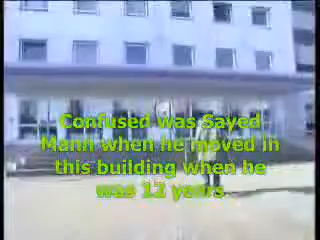 Confused was Sayed
Mann when he moved in
this building when he
was 12 years